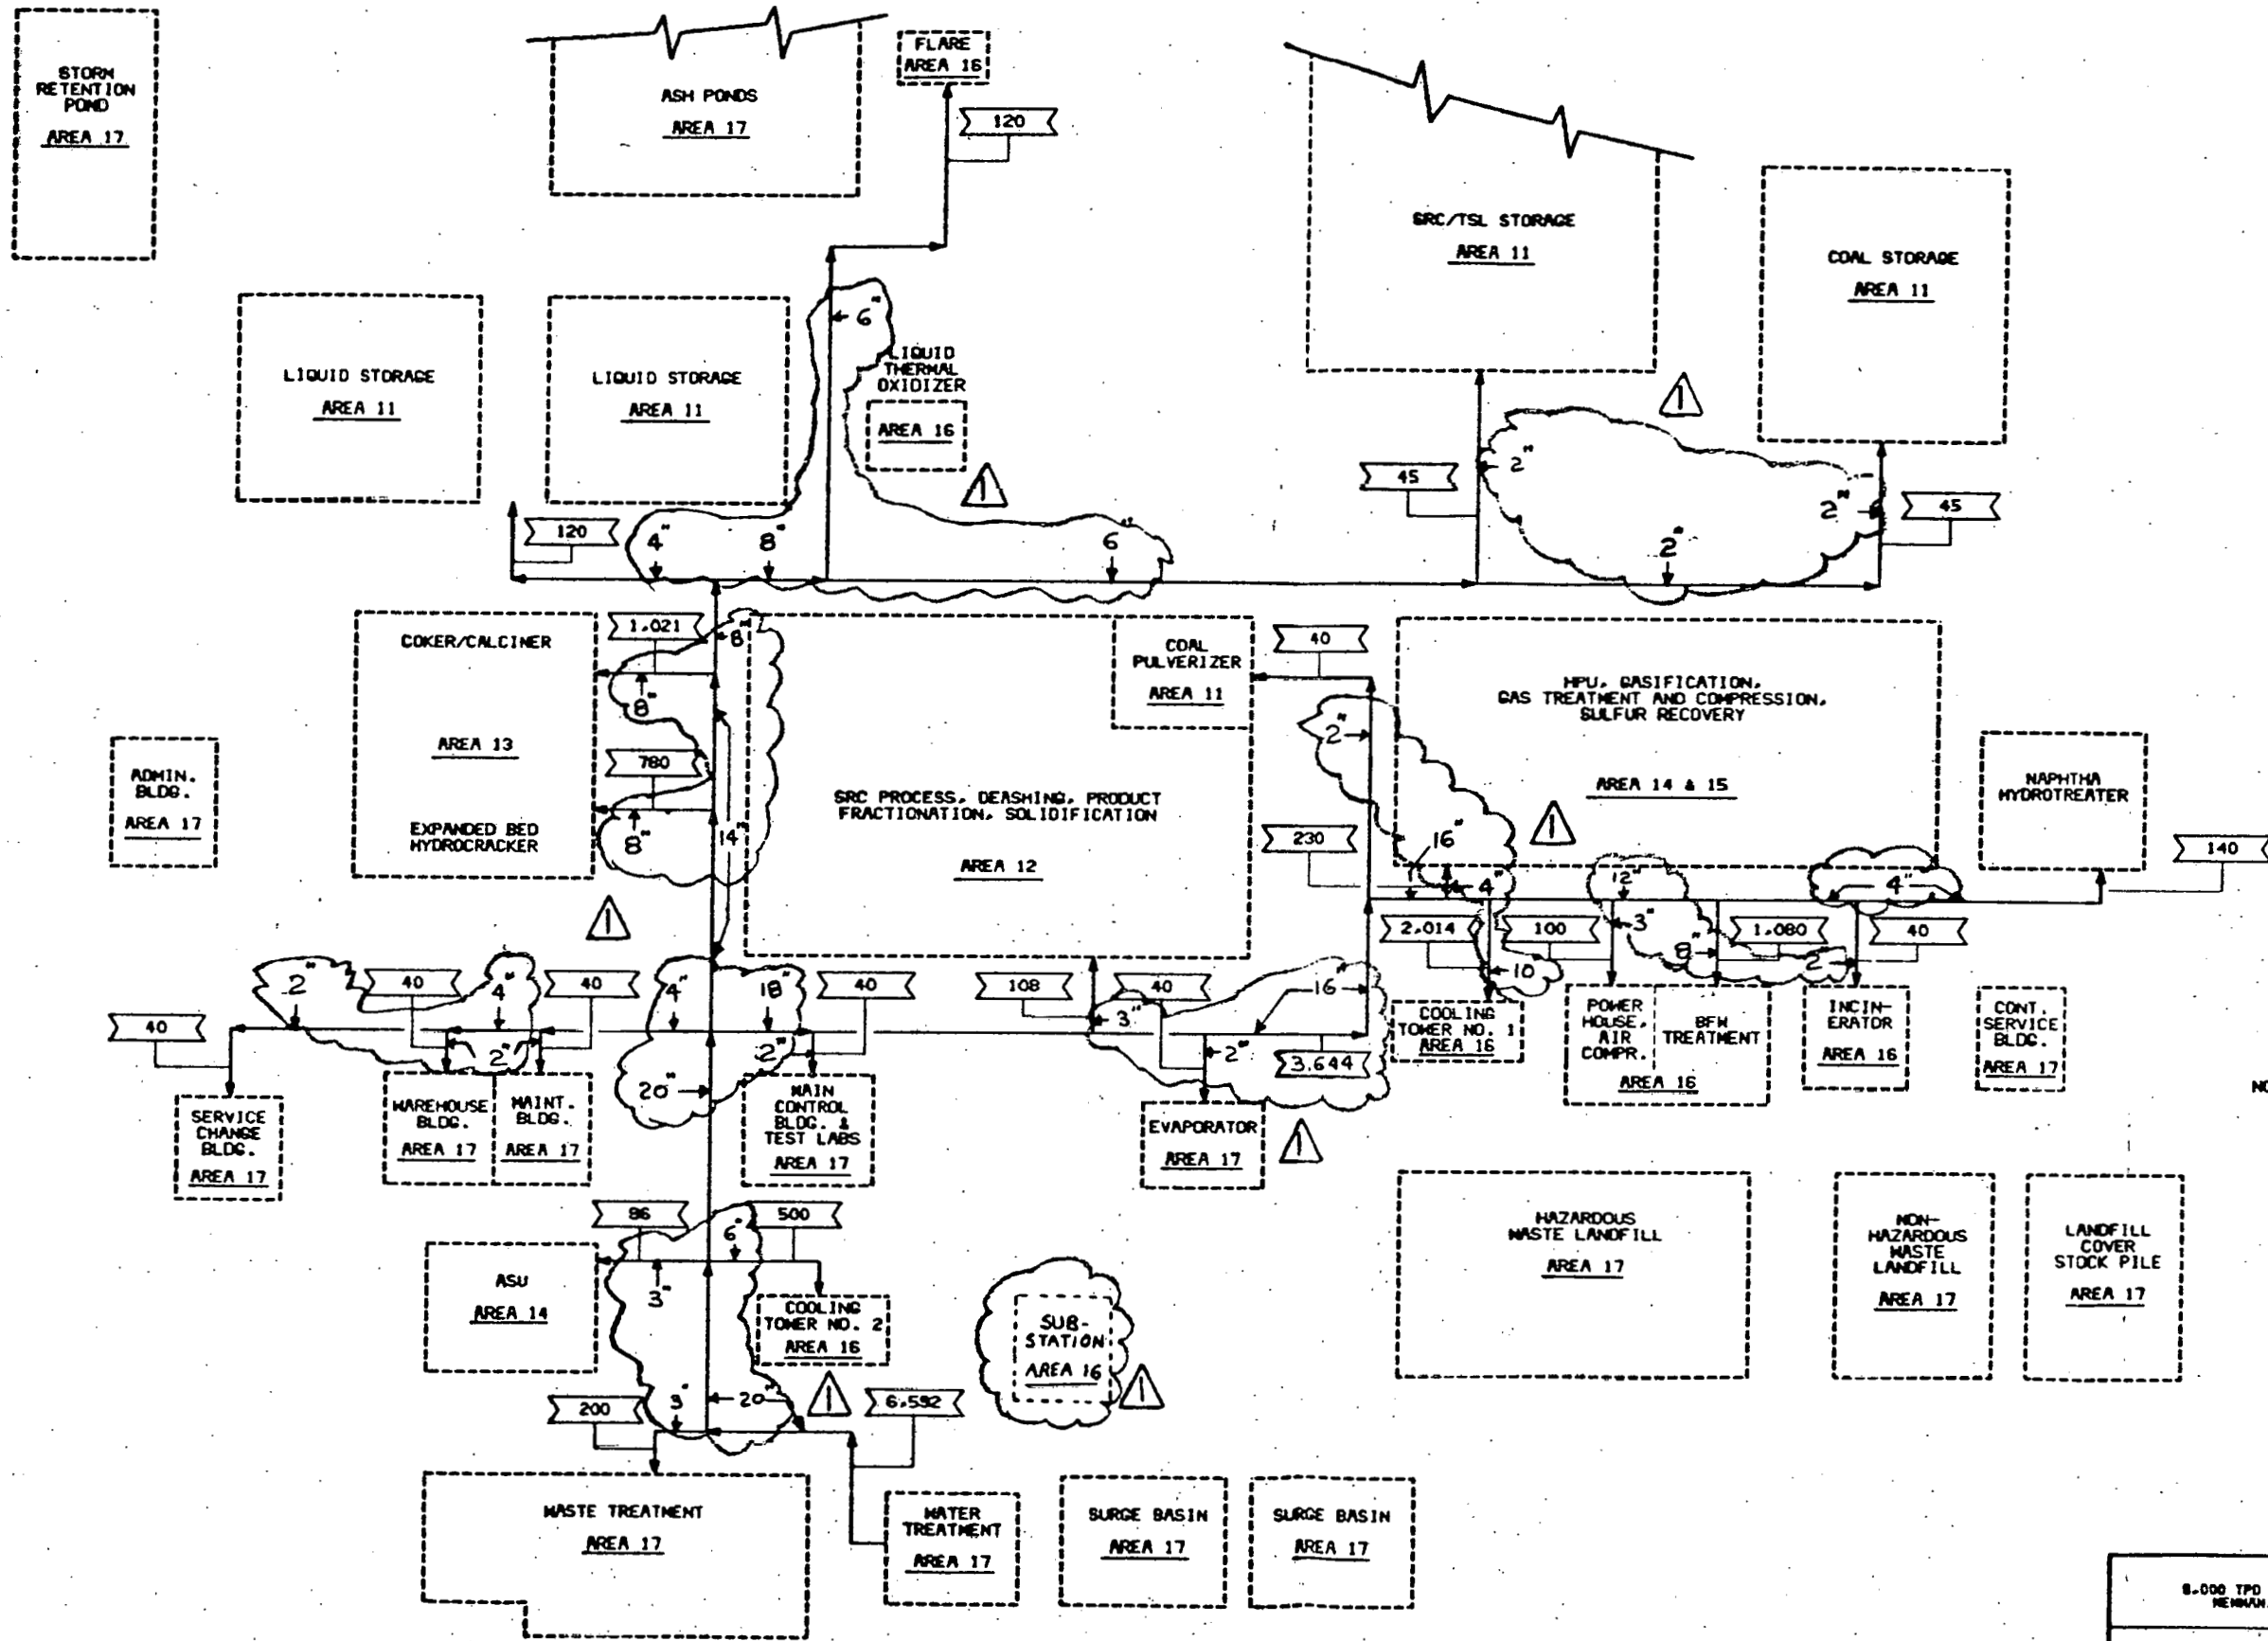 STORM
RETENTION
POND
AREA 17
ASH PONDS
AREA 17
FLARE
AREA 16
120
SRC/TSL STORAGE
AREA 11
COAL STORAGE
AREA 11
LIQUID STORAGE
AREA 11
LIQUID STORAGE
AREA 11
6"
LIQUID
THERMAL
OXIDIZER
AREA 16
1
1
120
4"
8"
6"
45
2"
2"
2"
45
COKER/CALCINER
AREA 13
EXPANDED BED
HYDROCRACKER
1.021
8"
8"
780
8"
14"
1
COAL
PULVERIZER
AREA 11
SRC PROCESS, DEASHING, PRODUCT
FRACTIONATION, SOLIDIFICATION
AREA 12
40
2"
HPU, GASIFICATION,
GAS TREATMENT AND COMPRESSION,
SULFUR RECOVERY
AREA 14 & 15
1
ADMIN.
BLDG.
AREA 17
NAPHTHA
HYDROTREATER
140
230
16"
4"
12"
4"
2.014
10
100
3"
8"
1.080
2"
40
COOLING
TOWER NO. 1
AREA 16
POWER
HOUSE,
AIR
COMPR.
BFW
TREATMENT
AREA 16
INCIN-
ERATOR
AREA 16
CONT.
SERVICE
BLDG.
AREA 17
NO
40
2"
40
4"
2"
40
4"
18"
2"
40
20"
108
3"
40
2"
16"
3.644
SERVICE
CHANGE
BLDG.
AREA 17
WAREHOUSE
BLDG.
AREA 17
MAINT.
BLDG.
AREA 17
MAIN
CONTROL
BLDG. &
TEST LABS
AREA 17
EVAPORATOR
AREA 17
1
HAZARDOUS
WASTE LANDFILL
AREA 17
NON-
HAZARDOUS
WASTE
LANDFILL
AREA 17
LANDFILL
COVER
STOCK PILE
AREA 17
86
6"
500
3"
ASU
AREA 14
COOLING
TOWER NO. 2
AREA 16
1
SUB-
STATION
AREA 16
1
200
3"
20"
6.592
WASTE TREATMENT
AREA 17
WATER
TREATMENT
AREA 17
SURGE BASIN
AREA 17
SURGE BASIN
AREA 17
TPD
NEWMAN